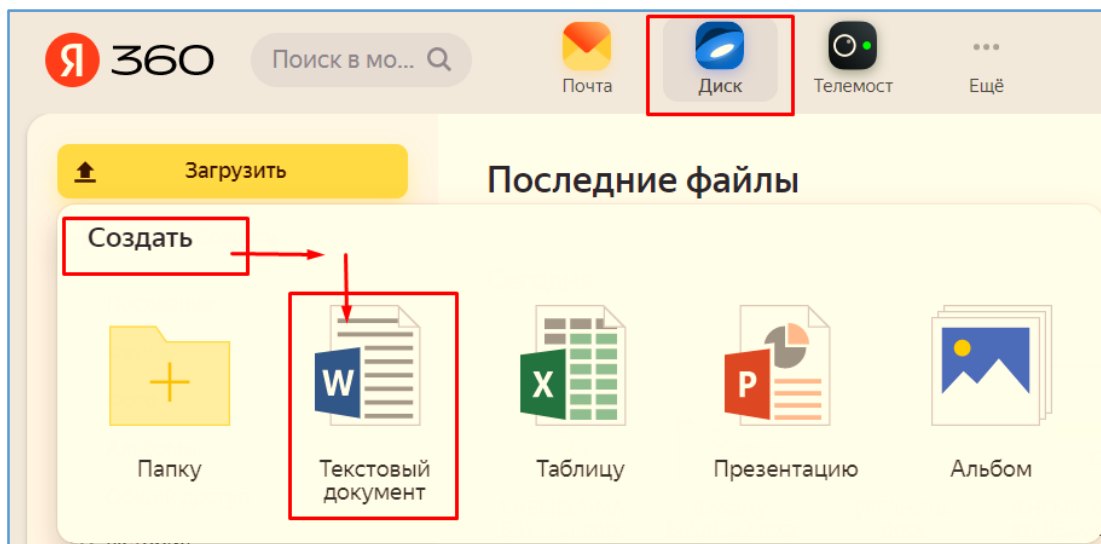 Я 360
Поиск в мо...
Почта
Диск
Телемост
Ещё
Загрузить
Последние файлы
Создать
W
X
P
Папку
Текстовый
документ
Таблицу
Презентацию
Альбом